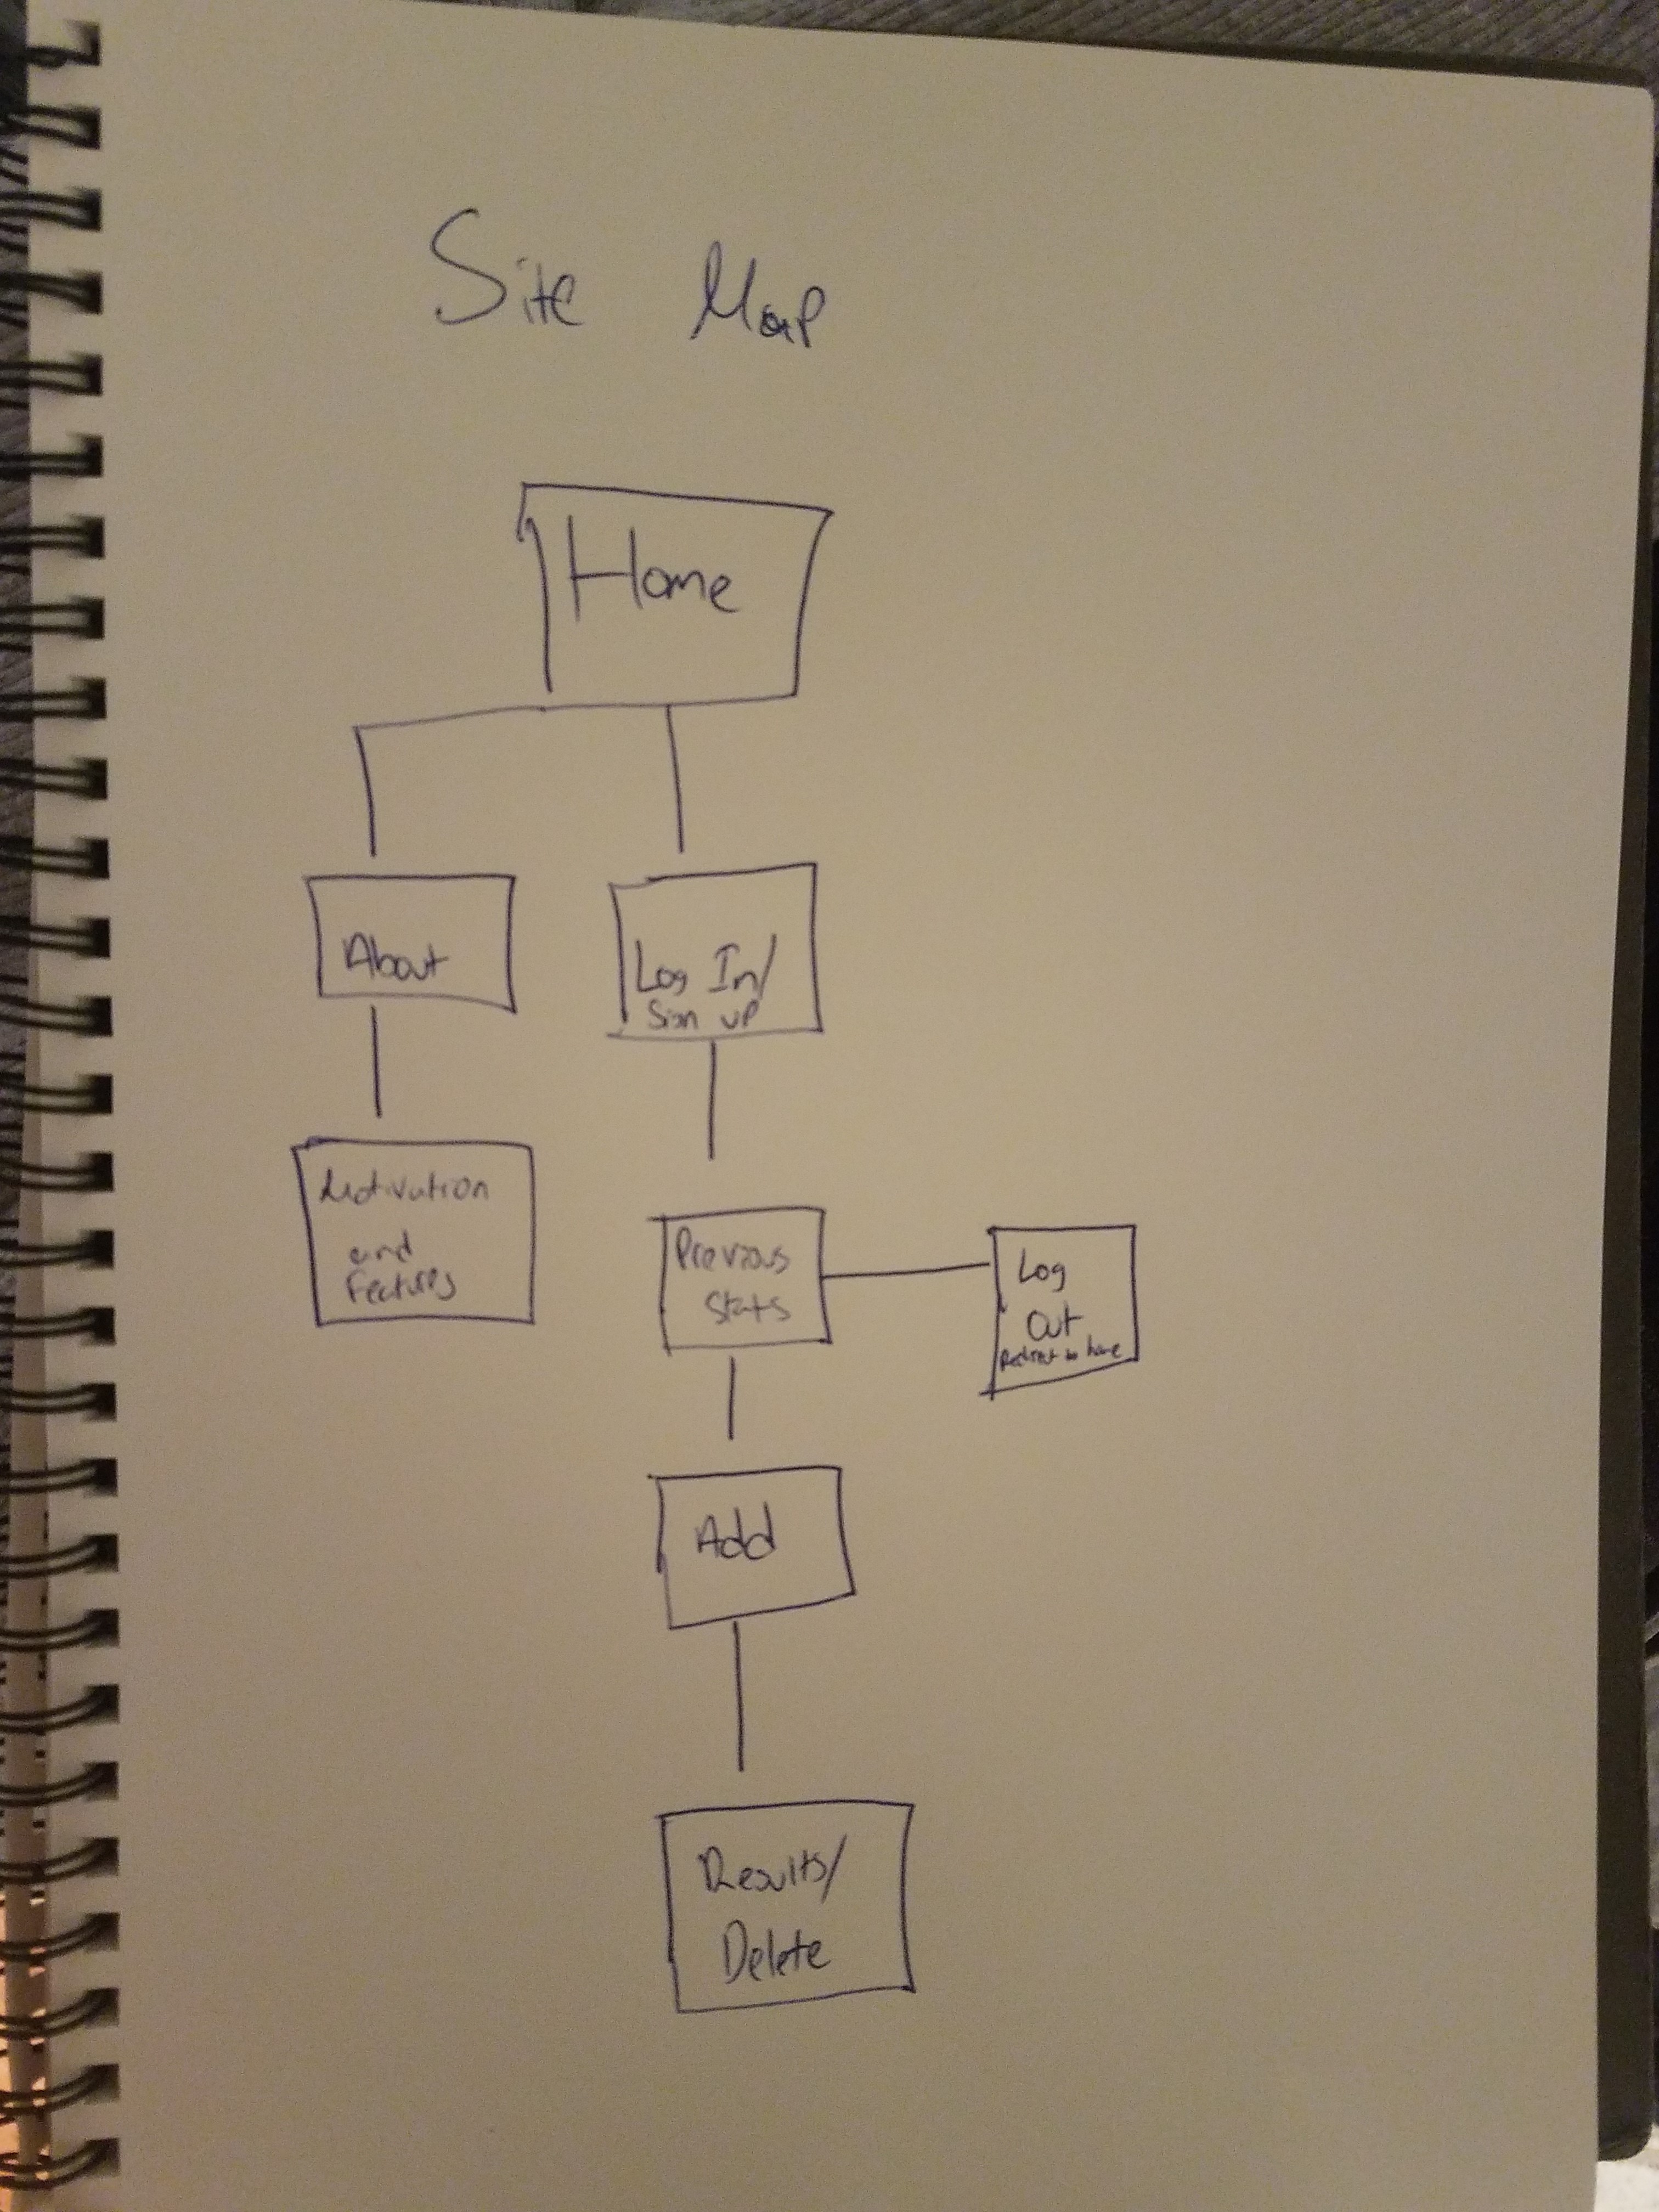 Site Map
Home
About
Log In/
Sign up
Motivation
and
Features
Previous
Stats
Log
Out
Redirect to home
Add
Results/
Delete